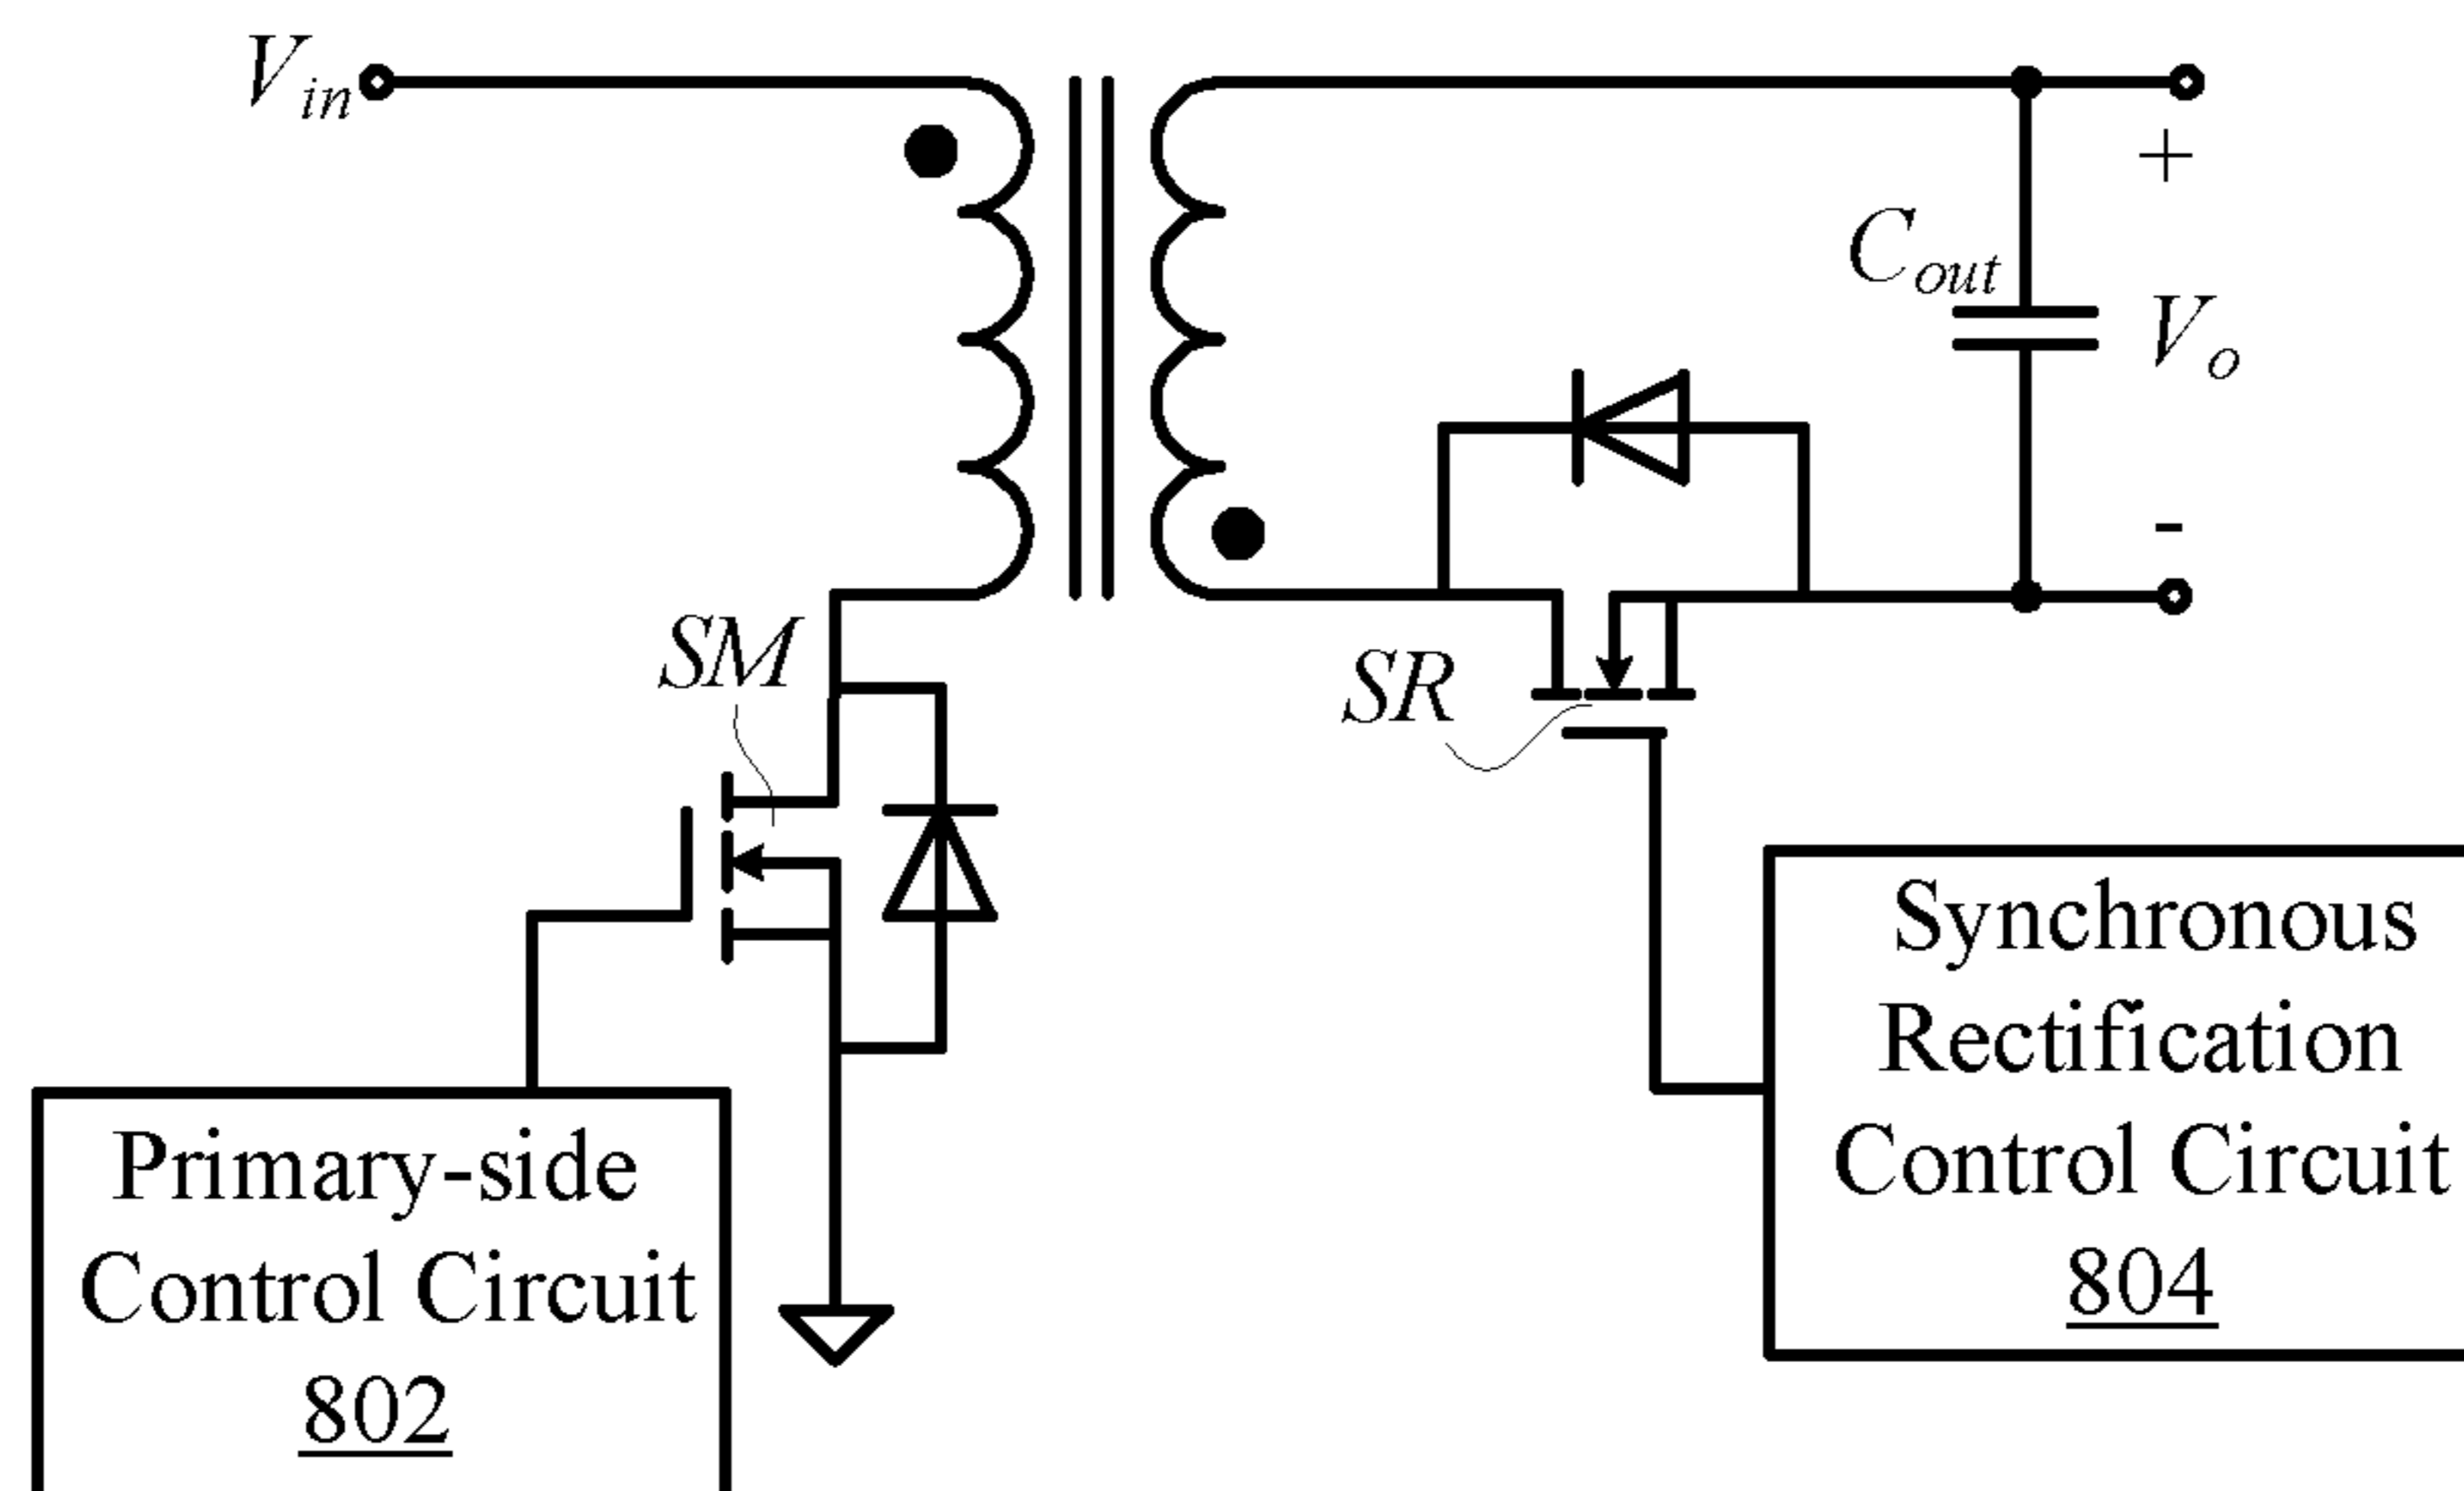 Vin
+
Cout
Vo
-
SM
SR
Synchronous
Rectification
Control Circuit
804
Primary-side
Control Circuit
802